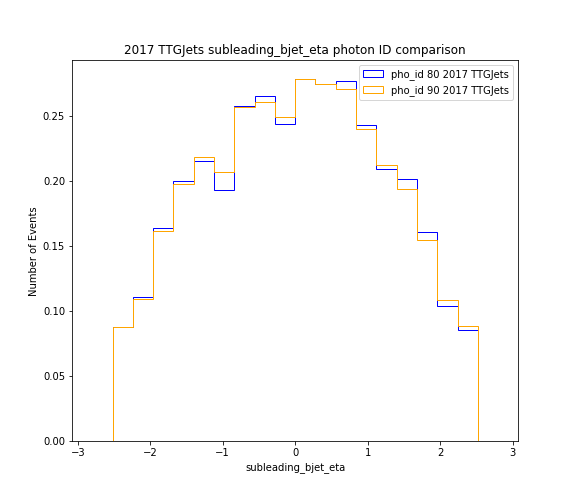 2017 TTGJets subleading_bjet_eta photon ID comparison
pho_id 80 2017 TTGJets
pho_id 90 2017 TTGJets
Number of Events
0.25
0.20
0.15
0.10
0.05
0.00
−3 −2 −1 0 1 2 3
subleading_bjet_eta